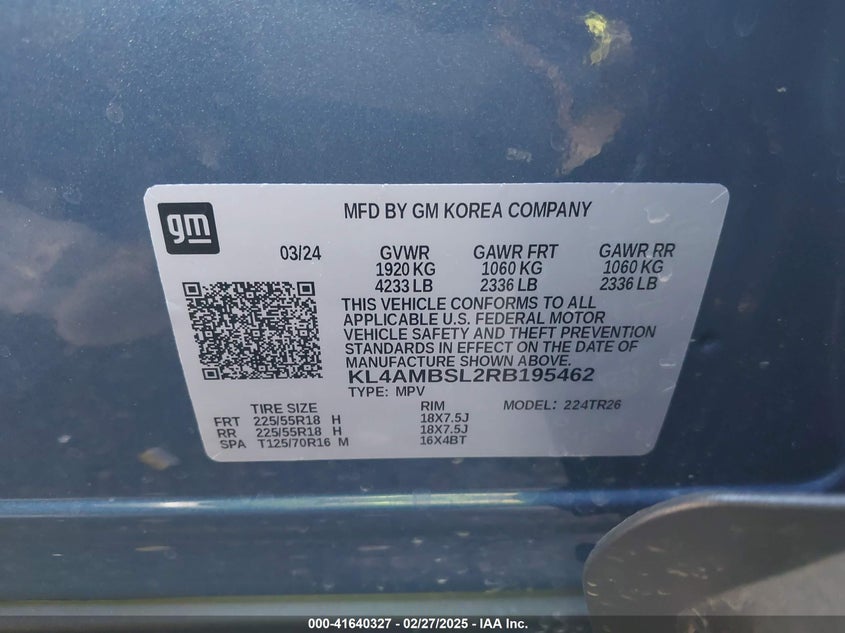 gm
MFD BY GM KOREA COMPANY
03/24 GVWR GAWR FRT GAWR RR
1920 KG 1060 KG 1060 KG
4233 LB 2336 LB 2336 LB
THIS VEHICLE CONFORMS TO ALL
APPLICABLE U.S. FEDERAL MOTOR
VEHICLE SAFETY AND THEFT PREVENTION
STANDARDS IN EFFECT ON THE DATE OF
MANUFACTURE SHOWN ABOVE.
KL4AMBSL2RB195462
TYPE: MPV
TIRE SIZE RIM MODEL: 224TR26
FRT 225/55R18 H 18X7.5J
RR 225/55R18 H 18X7.5J
SPA T125/70R16 M 16X4BT
000-41640327 - 02/27/2025 - IAA Inc.